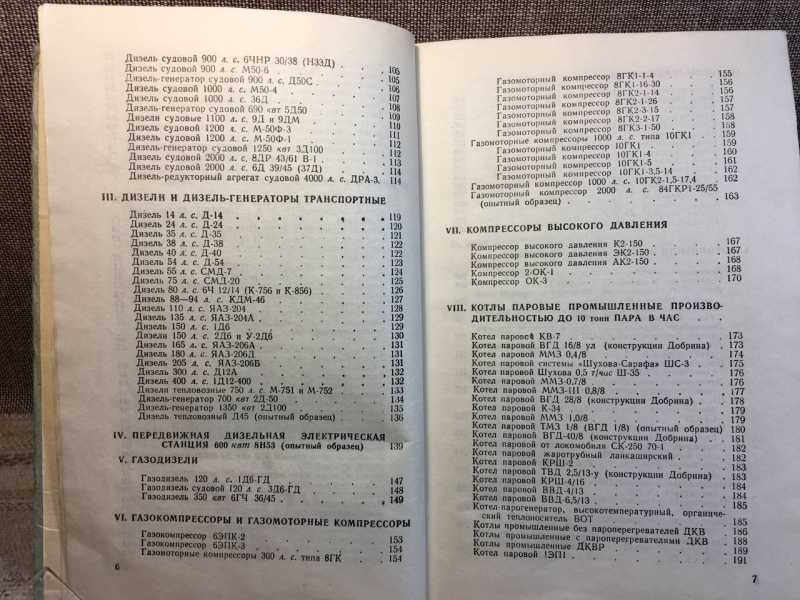 Дизель судовой 900 л. с. 6ЧНР 30/38 (НЗЗД) . 105
Дизель судовой 900 л. с. М50-6 . . . 105
Дизель-генератор судовой 900 л. с. Д50С . . 106
Дизель судовой 1000 л. с. М50-4 . . . 107
Дизель судовой 1000 л. с. 36Д . . . 108
Дизель-генератор судовой 690 квт 5Д50 . . 109
Дизели судовые 1100 л. с. 9Д и 9ДМ . . 110
Дизель судовой 1200 л. с. М-50Ф-3 . . 111
Дизель судовой 1200 л. с. М-50Ф-1 . . 112
Дизель-генератор судовой 1250 квт 3Д100 . 112
Дизель судовой 2000 л. с. 8ДР 43/61 В-1 . . 113
Дизель судовой 2000 л. с. 6Д 39/45 (37Д) . . 114
Дизель-редукторный агрегат судовой 4000 л. с. ДРА-3. 114
III. ДИЗЕЛИ И ДИЗЕЛЬ-ГЕНЕРАТОРЫ ТРАНСПОРТНЫЕ
Дизель 14 л. с. Д-14 . . . . 119
Дизель 24 л. с. Д-24 . . . . 120
Дизель 35 л. с. Д-35 . . . . 121
Дизель 38 л. с. Д-38 . . . . 122
Дизель 40 л. с. Д-40 . . . . 122
Дизель 54 л. с. Д-54 . . . . 123
Дизель 55 л. с. СМД-7 . . . . 124
Дизель 75 л. с. СМД-20 . . . . 125
Дизель 80 л. с. 6Ч 12/14 (К-756 и К-856) . . 126
Дизель 88—94 л. с. КДМ-46 . . . 127
Дизель 110 л. с. ЯАЗ-204 . . . 128
Дизель 135 л. с. ЯАЗ-204А . . . 129
Дизель 150 л. с. 1Д6 . . . . 129
Дизели 150 л. с. 2Д6 и У-2Д6 . . . 130
Дизель 165 л. с. ЯАЗ-206А . . . 131
Дизель 180 л. с. ЯАЗ-206Д . . . 131
Дизель 205 л. с. ЯАЗ-206Б . . . 131
Дизель 300 л. с. Д12А . . . . 132
Дизель 400 л. с. 1Д12-400 . . . 132
Дизели тепловозные 750 л. с. М-751 и М-752 . 133
Дизель-генератор 700 квт 2Д-50 . . . 134
Дизель-генератор 1350 квт 2Д100 . . . 135
Дизель тепловозный Д45 (опытный образец) . . 136
IV. ПЕРЕДВИЖНАЯ ДИЗЕЛЬНАЯ ЭЛЕКТРИЧЕСКАЯ
СТАНЦИЯ 600 квт 8Н53 (опытный образец) . 139
V. ГАЗОДИЗЕЛИ
Газодизель 120 л. с. 1Д6-ГД . . . 147
Газодизель судовой 120 л. с. 3Д6-ГД . . 148
Газодизель 350 квт 6ГЧ 36/45 . . . 149
VI. ГАЗОКОМПРЕССОРЫ И ГАЗОМОТОРНЫЕ КОМПРЕССОРЫ
Газокомпрессор 6ЭПК-2 . . . . 153
Газокомпрессор 6ЭПК-3 . . . . 154
Газомоторные компрессоры 300 л. с. типа 8ГК . 154
6
Газомоторный компрессор 8ГК1-1-4 . . 155
Газомоторный компрессор 8ГК1-16-30 . 156
Газомоторный компрессор 8ГК2-1-14 . . 156
Газомоторный компрессор 8ГК2-1-26 . . 157
Газомоторный компрессор 8ГК2-3-15 . . 157
Газомоторный компрессор 8ГК2-2-17 . . 158
Газомоторный компрессор 8ГК3-1-50 . . 158
Газомоторные компрессоры 1000 л. с. типа 10ГК1 . 159
Газомоторный компрессор 10ГК1 . . 159
Газомоторный компрессор 10ГК1-4 . . 160
Газомоторный компрессор 10ГК1-5 . . 161
Газомоторный компрессор 10ГК1-3,5-14 . 162
Газомоторный компрессор 1000 л. с. 10ГК2-1,5-17,4 . 162
Газомоторный компрессор 2000 л. с. 84ГКР1-25/55
(опытный образец) . . . . 163
VII. КОМПРЕССОРЫ ВЫСОКОГО ДАВЛЕНИЯ
Компрессор высокого давления К2-150 . . 167
Компрессор высокого давления ЭК2-150 . . 167
Компрессор высокого давления АК2-150 . . 168
Компрессор 2-ОК-1 . . . . 168
Компрессор ОК-3 . . . . 170
VIII. КОТЛЫ ПАРОВЫЕ ПРОМЫШЛЕННЫЕ ПРОИЗВО-
ДИТЕЛЬНОСТЬЮ ДО 10 тонн ПАРА В ЧАС .
Котел паровой КВ-7 . . . . 173
Котел паровой ВГД 16/8 ул (конструкции Добрина) . 173
Котел паровой ММЗ 0,4/8 . . . 174
Котел паровой системы «Шухова-Сарафа» ШС-3 . 175
Котел паровой Шухова 0,5 т/час Ш-35 . . 176
Котел паровой ММЗ-0,7/8 . . . 176
Котел паровой ММЗ-III 0,8/8 . . . 177
Котел паровой ВГД 28/8 (конструкции Добрина) . 178
Котел паровой К-34 . . . . 179
Котел паровой ММЗ 1,0/8 . . . 179
Котел паровой ТМЗ 1/8 (ВГД 1/8) (опытный образец) 180
Котел паровой ВГД-40/8 (конструкции Добрина) . 181
Котел паровой от локомобиля СК-250 70-1 . 182
Котел паровой жаротрубный ланкаширский . 182
Котел паровой КРШ-2 . . . . 183
Котел паровой ТВД 2,5/13-у (конструкции Добрина) . 183
Котел паровой КРШ-4/16 . . . 184
Котел паровой ВВД-4/13 . . . 184
Котел паровой ВВД-6,5/13 . . . 184
Котел-парогенератор, высокотемпературный, органиче-
ский теплоноситель ВОТ . . . 185
Котлы промышленные без пароперегревателей ДКВ . 186
Котлы промышленные с пароперегревателями ДКВ . 188
Котлы промышленные ДКВР . . . 189
Котел паровой 1ЭП1 . . . . 191
7